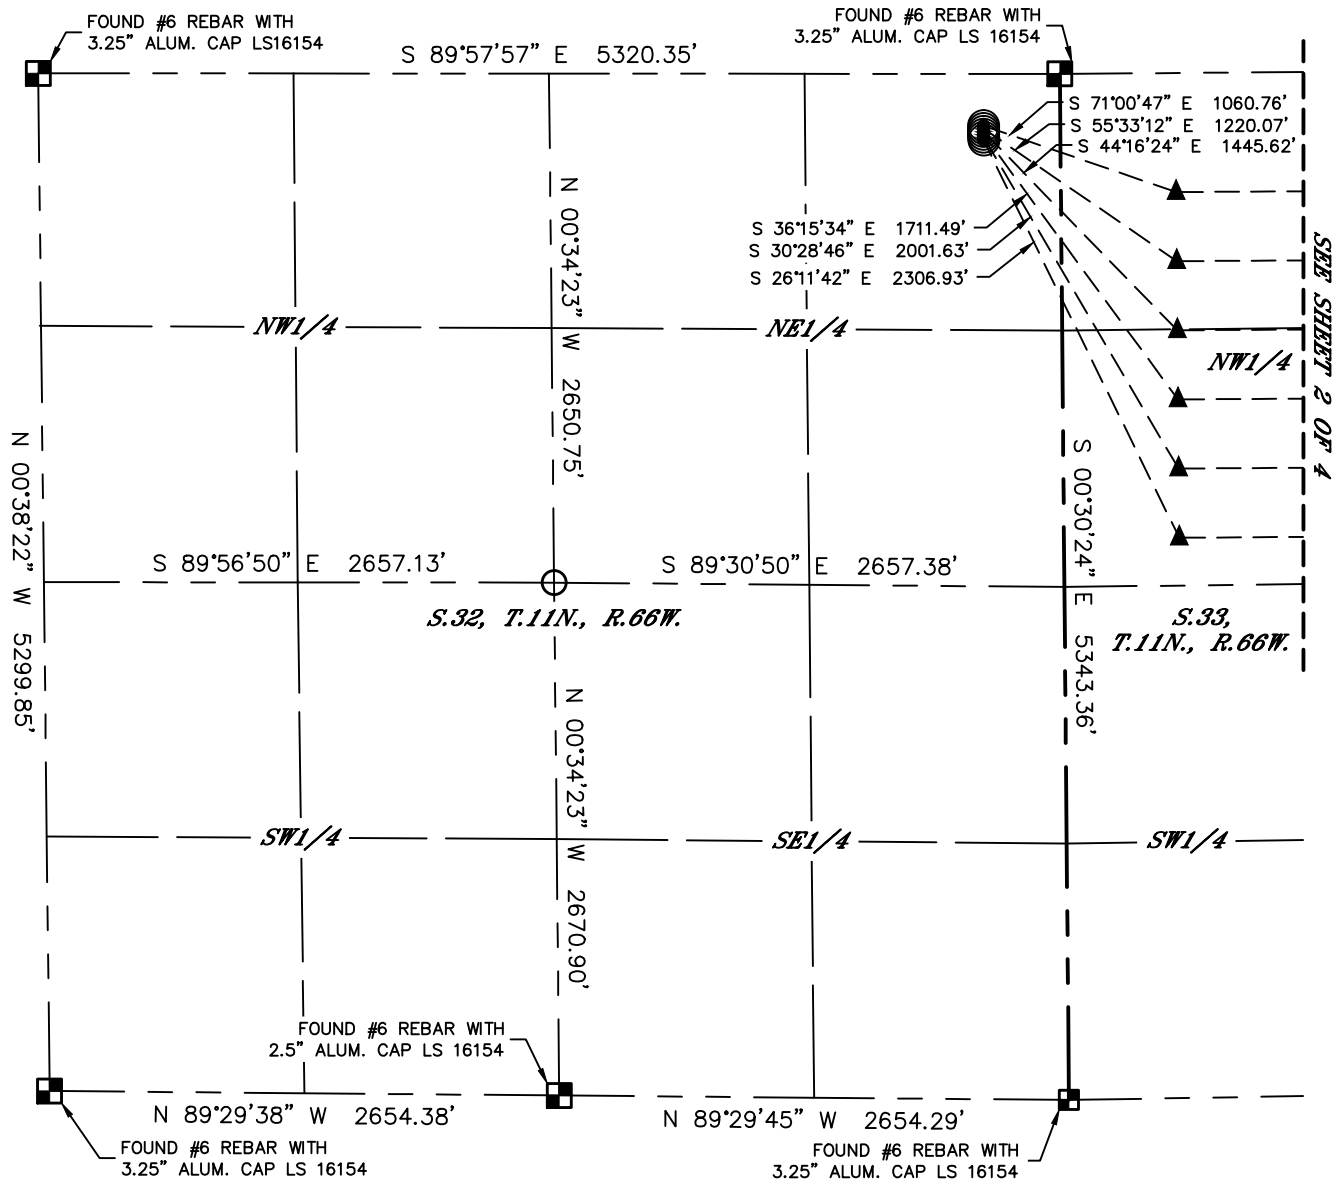 FOUND #6 REBAR WITH
3.25" ALUM. CAP LS16154
FOUND #6 REBAR WITH
3.25" ALUM. CAP LS 16154
S 89°57'57" E 5320.35'
S 71°00'47" E 1060.76'
S 55°33'12" E 1220.07'
S 44°16'24" E 1445.62'
S 36°15'34" E 1711.49'
S 30°28'46" E 2001.63'
S 26°11'42" E 2306.93'
N 00°34'23" W 2650.75'
SEE SHEET 2 OF 4
NW1/4
NE1/4
NW1/4
N 00°38'22" W 5299.85'
S 00°30'24" E 5343.36'
S 89°56'50" E 2657.13'
S 89°30'50" E 2657.38'
S.32, T.11N., R.66W.
S.33,
T.11N., R.66W.
N 00°34'23" W 2670.90'
SW1/4
SE1/4
SW1/4
FOUND #6 REBAR WITH
2.5" ALUM. CAP LS 16154
N 89°29'38" W 2654.38'
N 89°29'45" W 2654.29'
FOUND #6 REBAR WITH
3.25" ALUM. CAP LS 16154
FOUND #6 REBAR WITH
3.25" ALUM. CAP LS 16154